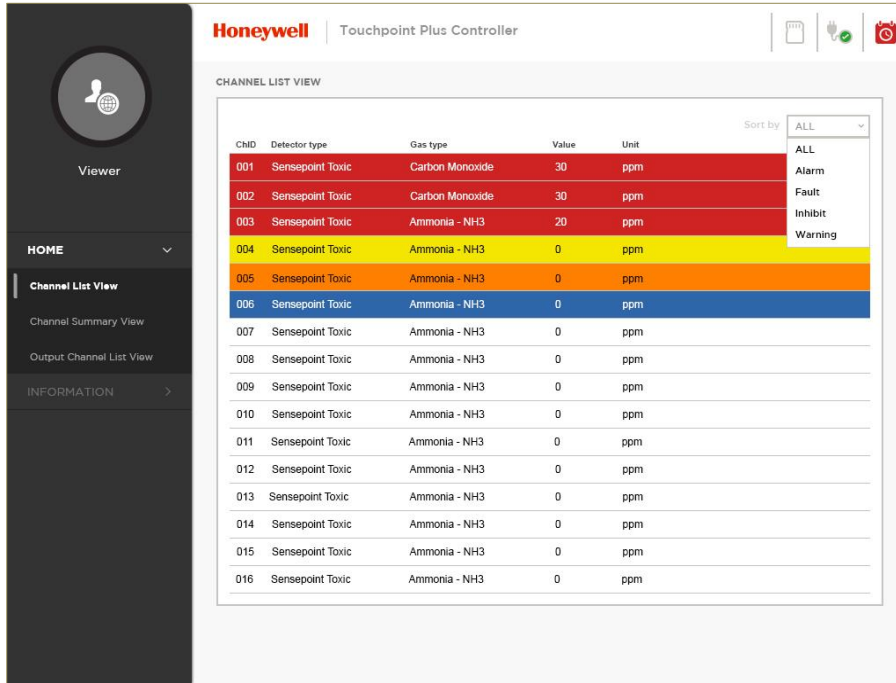 Honeywell Touchpoint Plus Controller
CHANNEL LIST VIEW
Viewer
HOME
Channel List View
Channel Summary View
Output Channel List View
INFORMATION
Sort by ALL
ALL
Alarm
Fault
Inhibit
Warning
ChID Detector type Gas type Value Unit
001 Sensepoint Toxic Carbon Monoxide 30 ppm
002 Sensepoint Toxic Carbon Monoxide 30 ppm
003 Sensepoint Toxic Ammonia - NH3 20 ppm
004 Sensepoint Toxic Ammonia - NH3 0 ppm
005 Sensepoint Toxic Ammonia - NH3 0 ppm
006 Sensepoint Toxic Ammonia - NH3 0 ppm
007 Sensepoint Toxic Ammonia - NH3 0 ppm
008 Sensepoint Toxic Ammonia - NH3 0 ppm
009 Sensepoint Toxic Ammonia - NH3 0 ppm
010 Sensepoint Toxic Ammonia - NH3 0 ppm
011 Sensepoint Toxic Ammonia - NH3 0 ppm
012 Sensepoint Toxic Ammonia - NH3 0 ppm
013 Sensepoint Toxic Ammonia - NH3 0 ppm
014 Sensepoint Toxic Ammonia - NH3 0 ppm
015 Sensepoint Toxic Ammonia - NH3 0 ppm
016 Sensepoint Toxic Ammonia - NH3 0 ppm